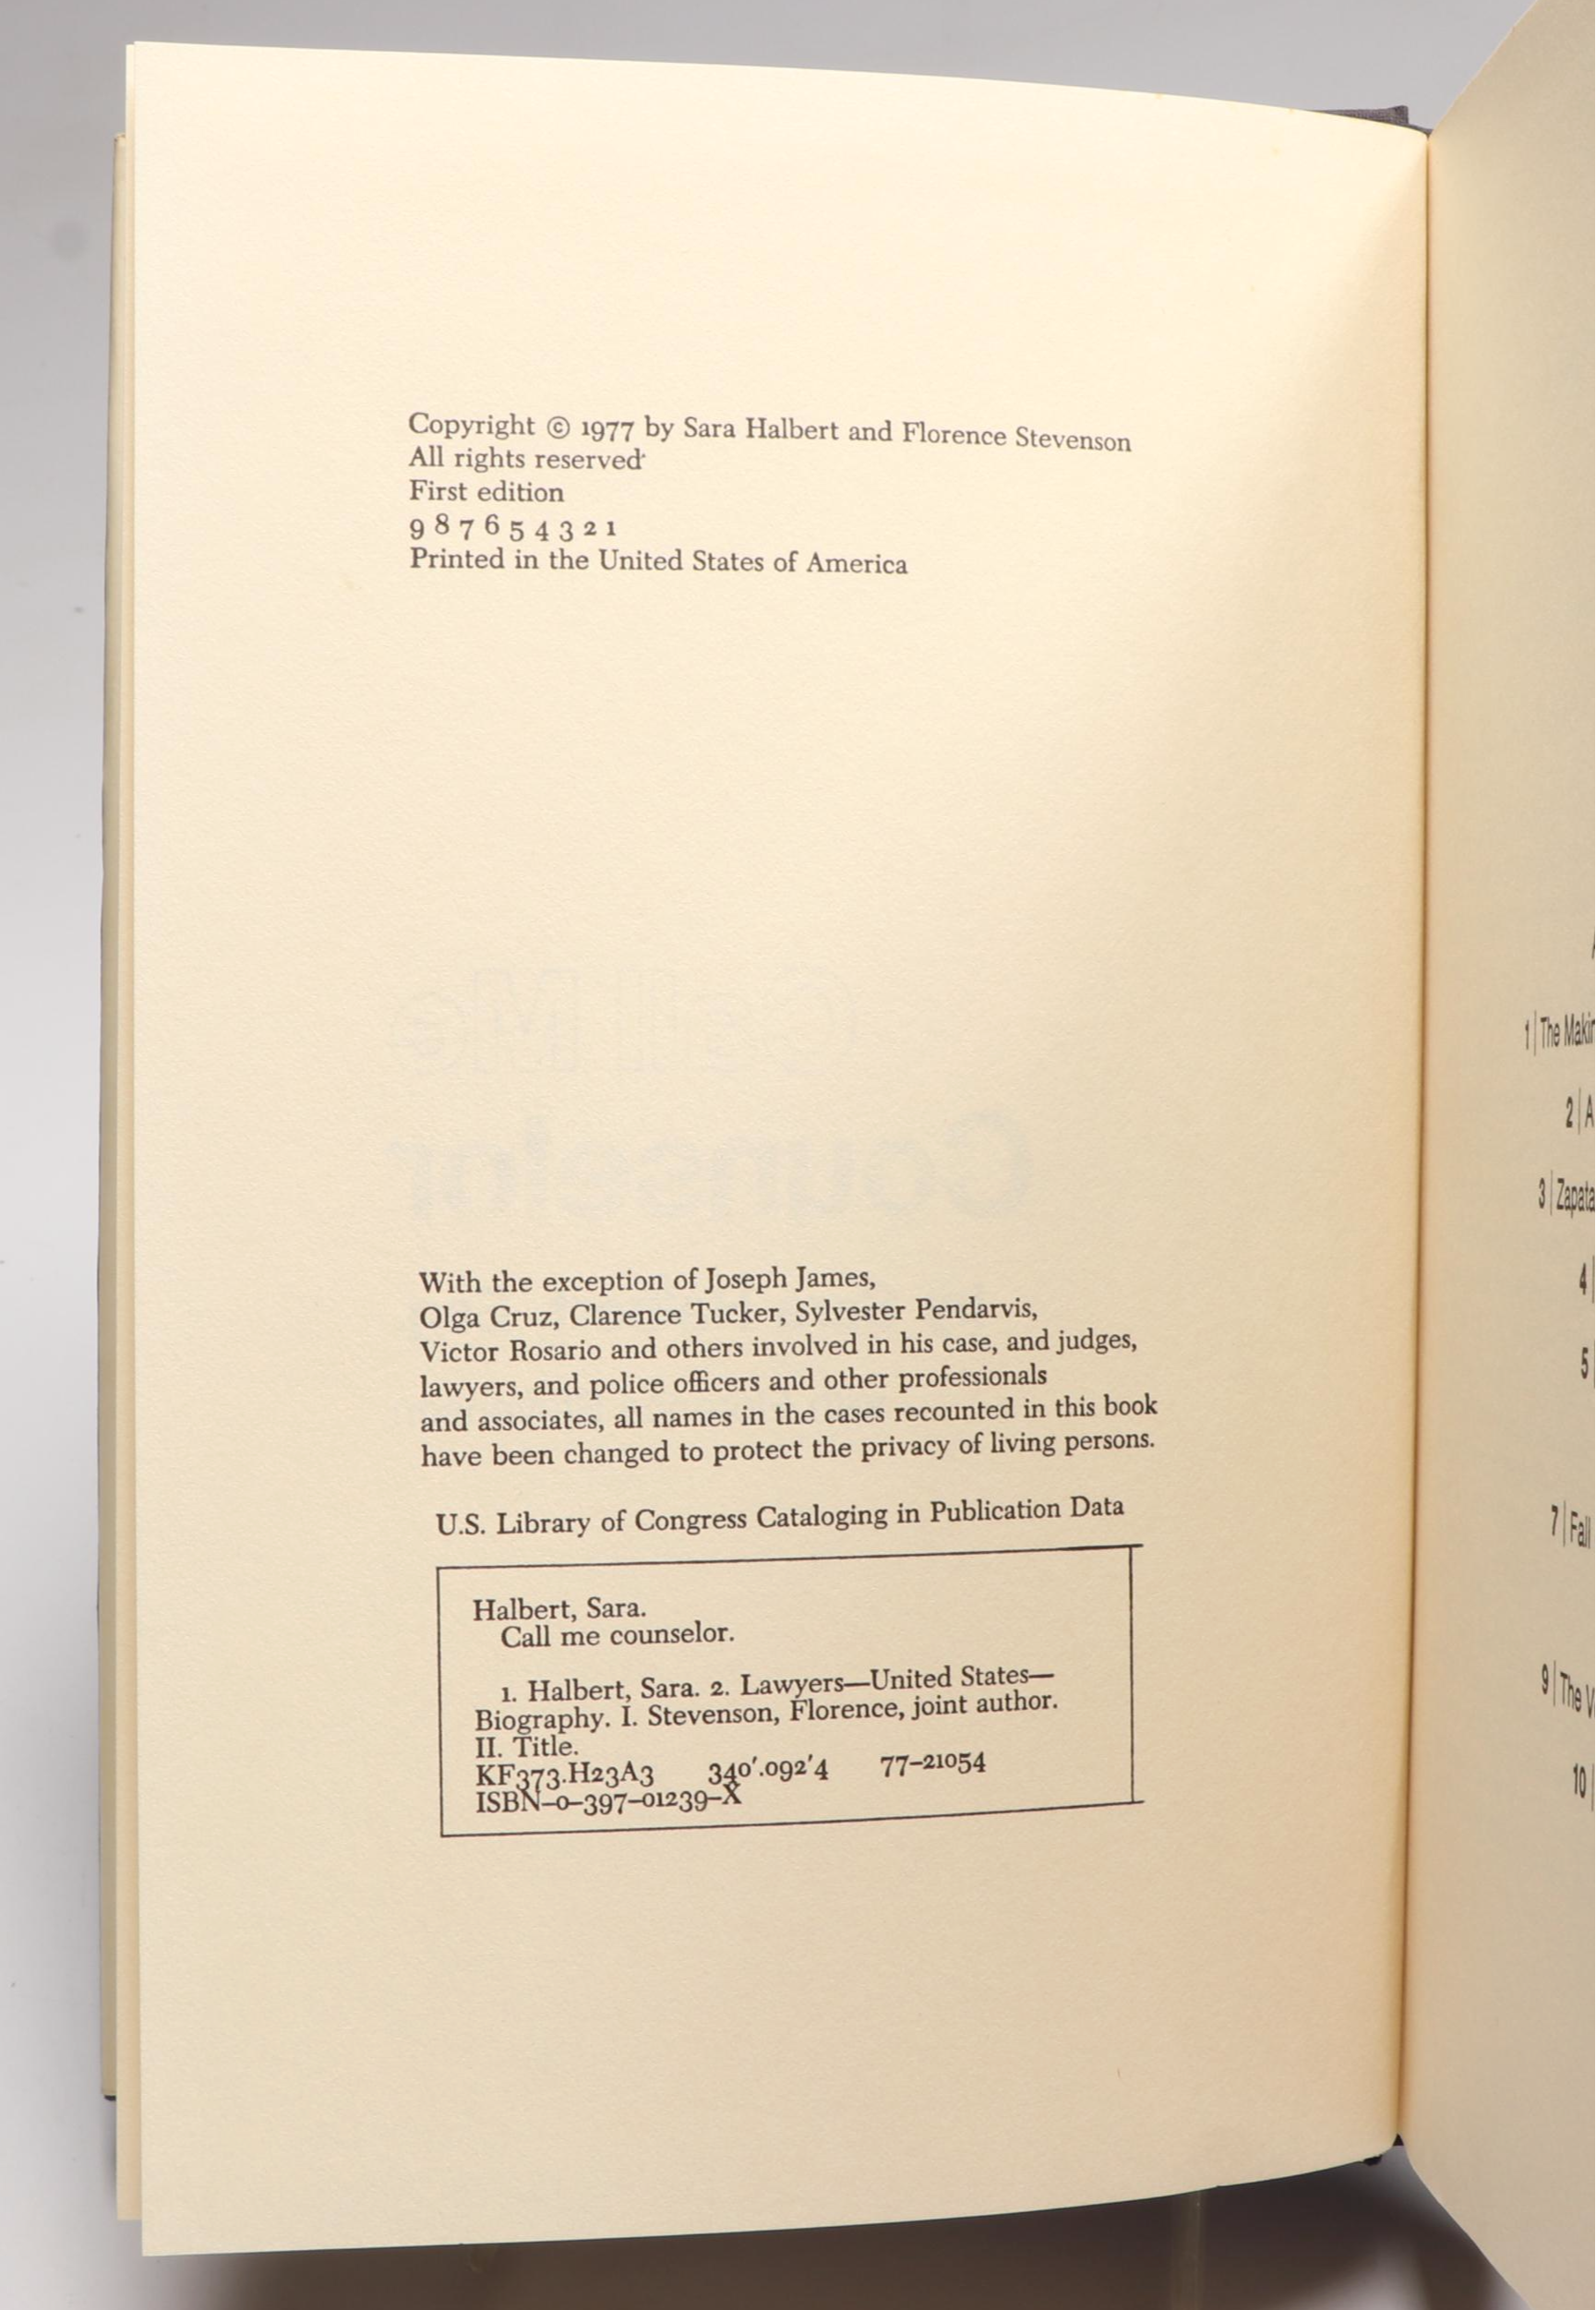 Copyright © 1977 by Sara Halbert and Florence Stevenson
All rights reserved
First edition
9 8 7 6 5 4 3 2 1
Printed in the United States of America
With the exception of Joseph James,
Olga Cruz, Clarence Tucker, Sylvester Pendarvis,
Victor Rosario and others involved in his case, and judges,
lawyers, and police officers and other professionals
and associates, all names in the cases recounted in this book
have been changed to protect the privacy of living persons.
U.S. Library of Congress Cataloging in Publication Data
Halbert, Sara.
Call me counselor.
1. Halbert, Sara. 2. Lawyers—United States—
Biography. I. Stevenson, Florence, joint author.
II. Title.
KF373.H23A3 340'.092'4 77–21054
ISBN–0–397–01239–X
1 | The
2 | A
3 | Zapata
4 |
5
7 | Fall
9 | The
10 |